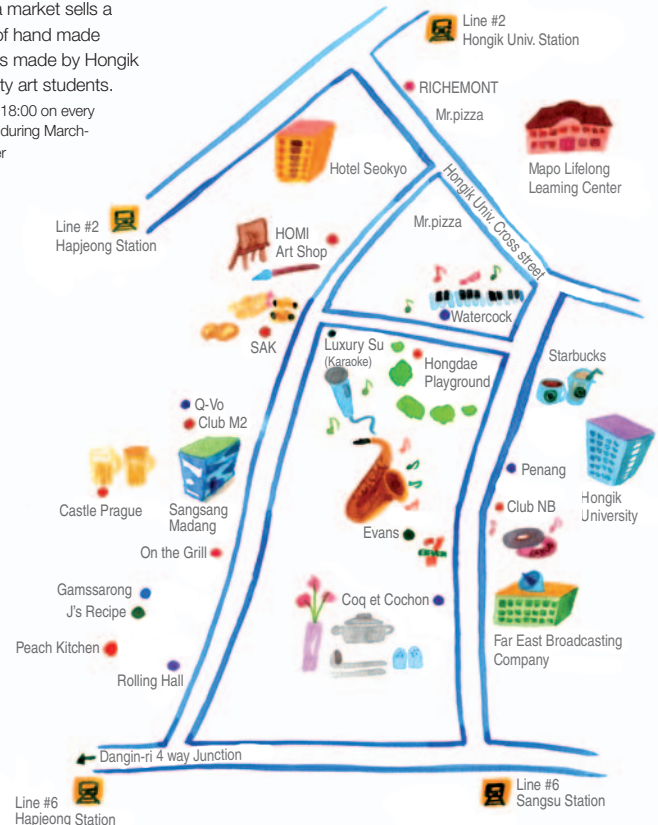 a market sells a
of hand made
s made by Hongik
ty art students.
18:00 on every
during March-
er
Line #2
Hongik Univ. Station
RICHEMONT
Mr.pizza
Mapo Lifelong
Learning Center
Hotel Seokyo
Hongik Univ. Cross street
Line #2
Hapjeong Station
HOMI
Art Shop
Mr.pizza
Watercock
SAK
Luxury Su
(Karaoke)
Hongdae
Playground
Starbucks
Q-Vo
Club M2
Castle Prague
Sangsang
Madang
Penang
Hongik
University
Club NB
Evans
On the Grill
Gamssarong
J's Recipe
Coq et Cochon
Far East Broadcasting
Company
Peach Kitchen
Rolling Hall
Dangin-ri 4 way Junction
Line #6
Hapjeong Station
Line #6
Sangsu Station